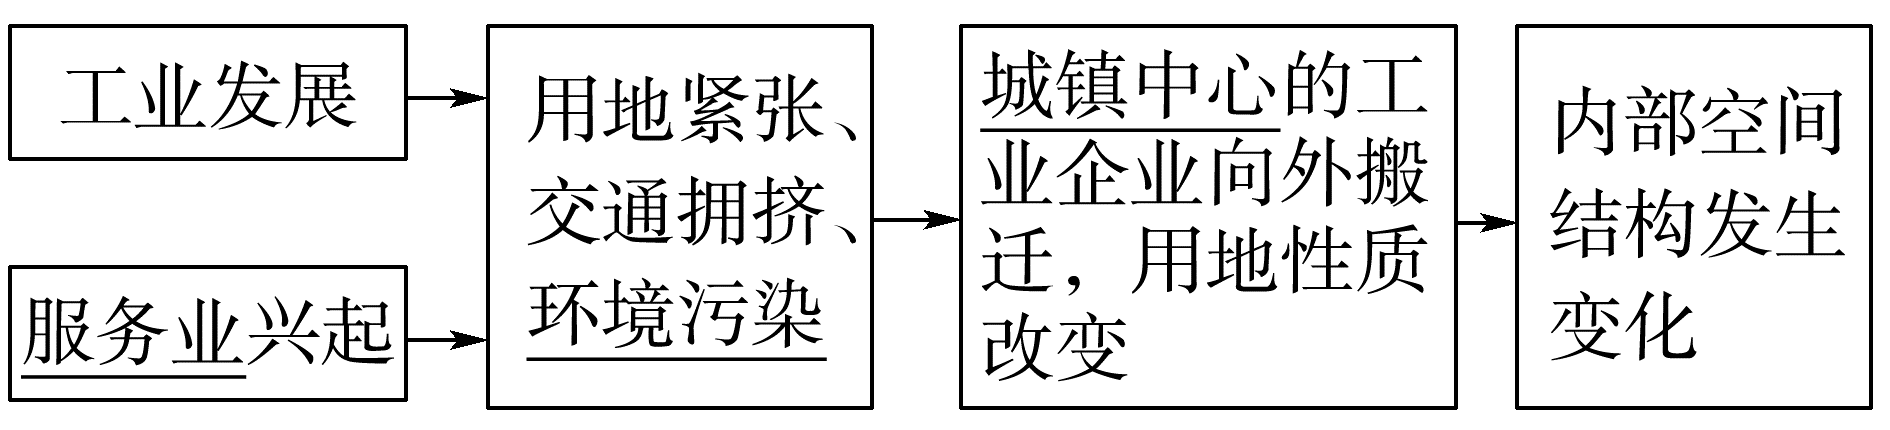 工业发展
服务业兴起
用地紧张、
交通拥挤、
环境污染
城镇中心的工
业企业向外搬
迁，用地性质
改变
内部空间
结构发生
变化